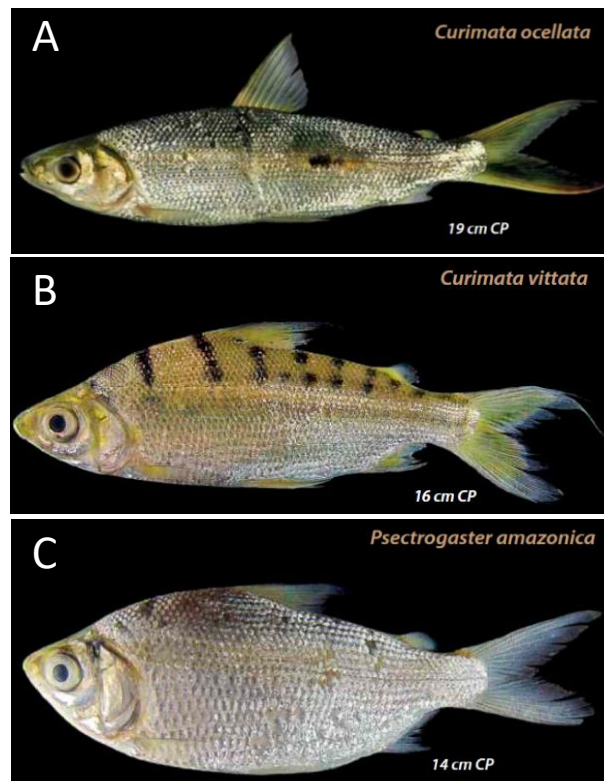 A
Curimata ocellata
19 cm CP
B
Curimata vittata
16 cm CP
C
Psectrogaster amazonica
14 cm CP